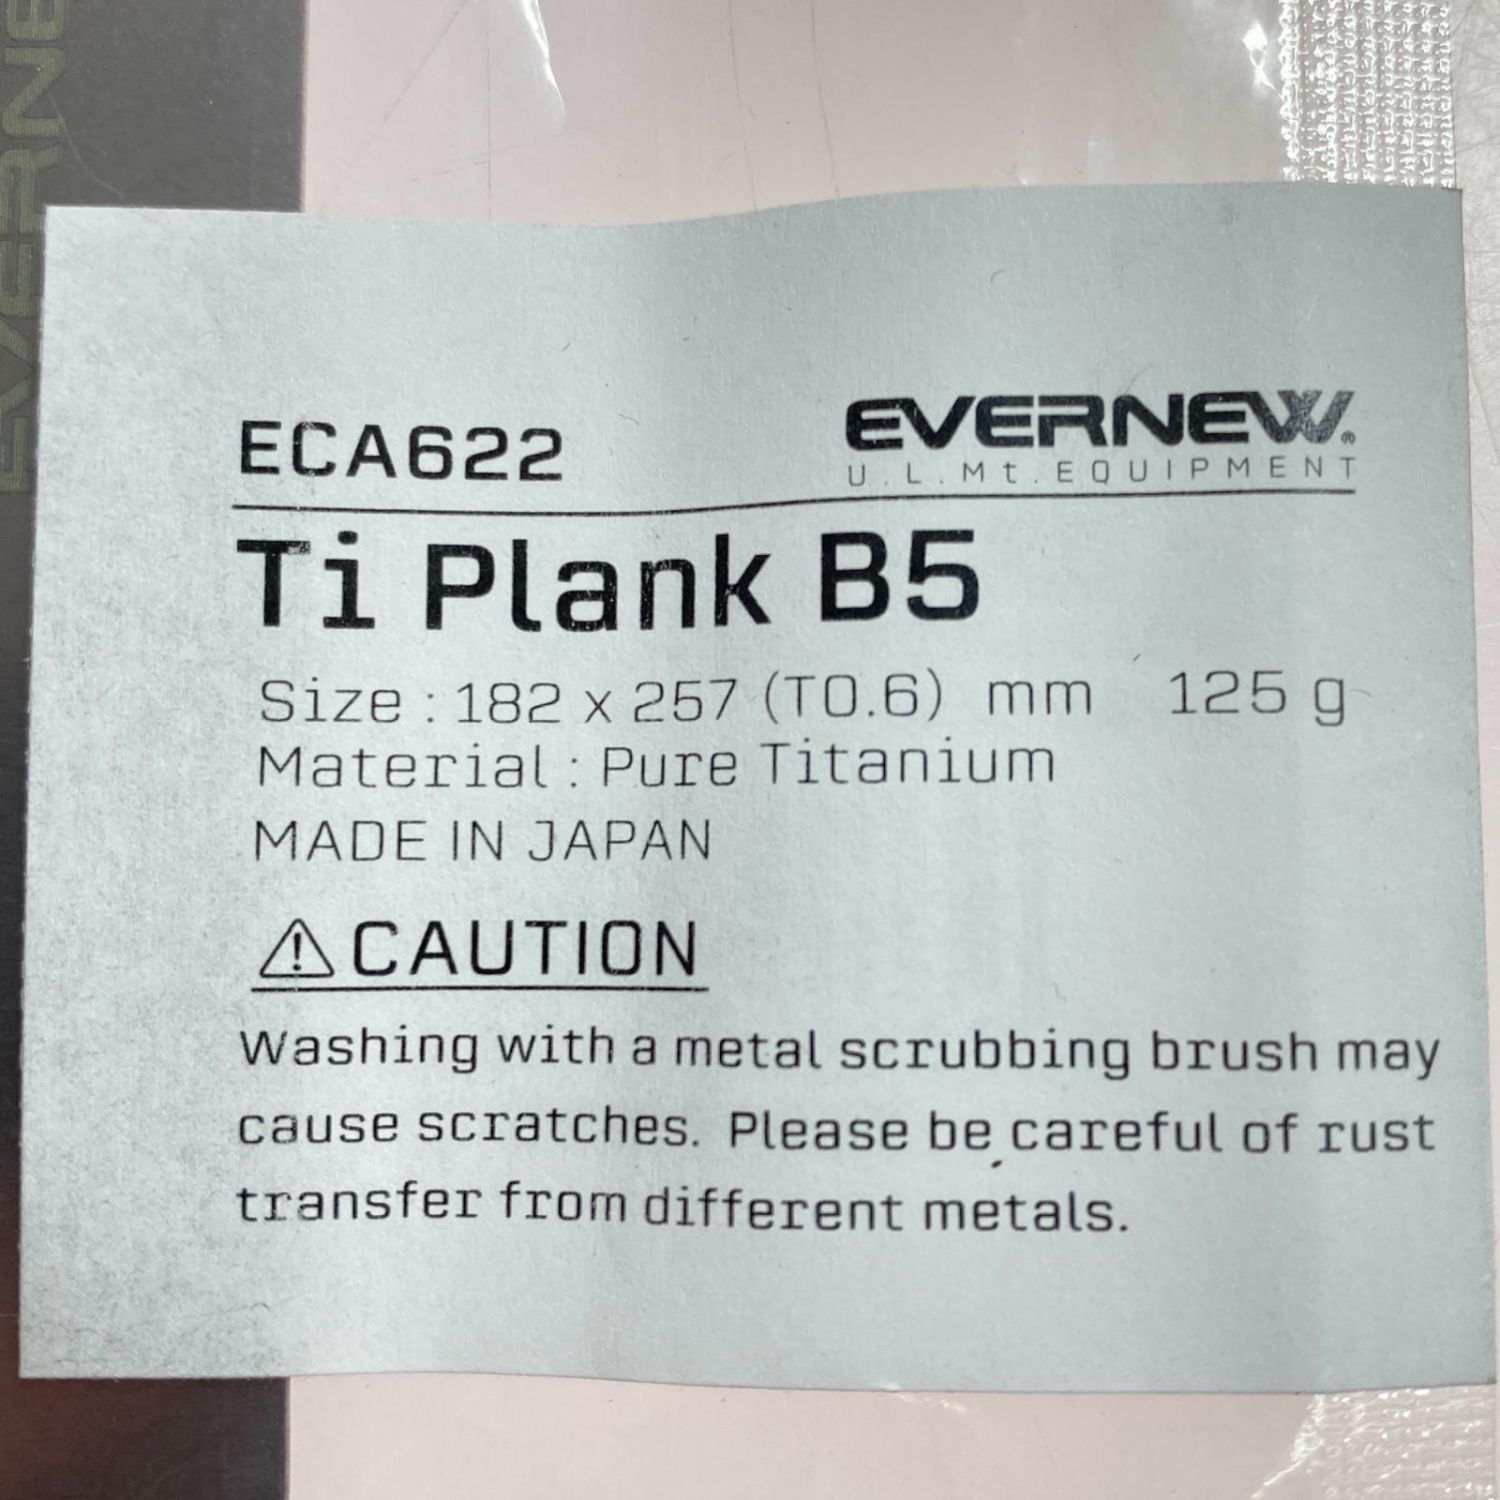 EVERNE
ECA622
EVERNEW®
U.L.Mt.EQUIPMENT
Ti Plank B5
Size : 182 x 257 (T0.6) mm 125 g
Material : Pure Titanium
MADE IN JAPAN
⚠ CAUTION
Washing with a metal scrubbing brush may
cause scratches. Please be careful of rust
transfer from different metals.